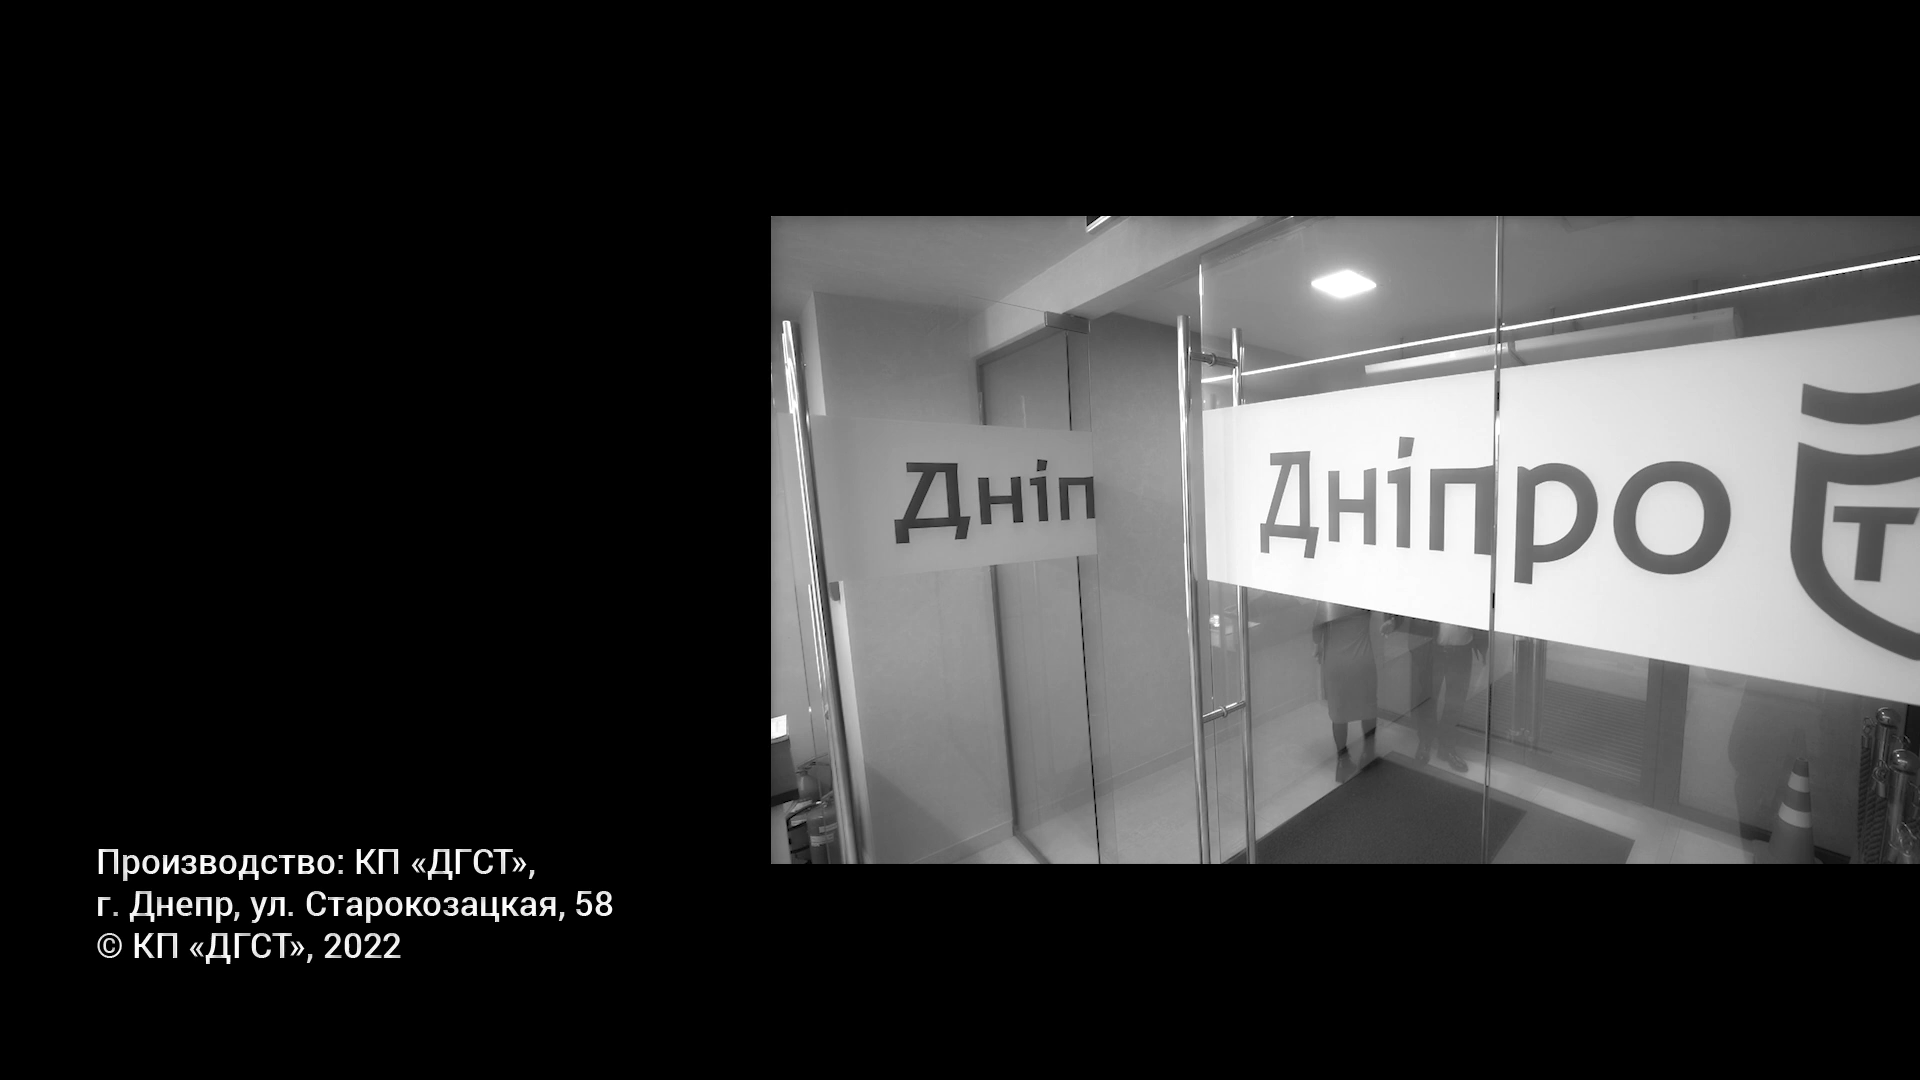 Дніп
Дніпро
Т
Производство: КП «ДГСТ»,
г. Днепр, ул. Старокозацкая, 58
© КП «ДГСТ», 2022